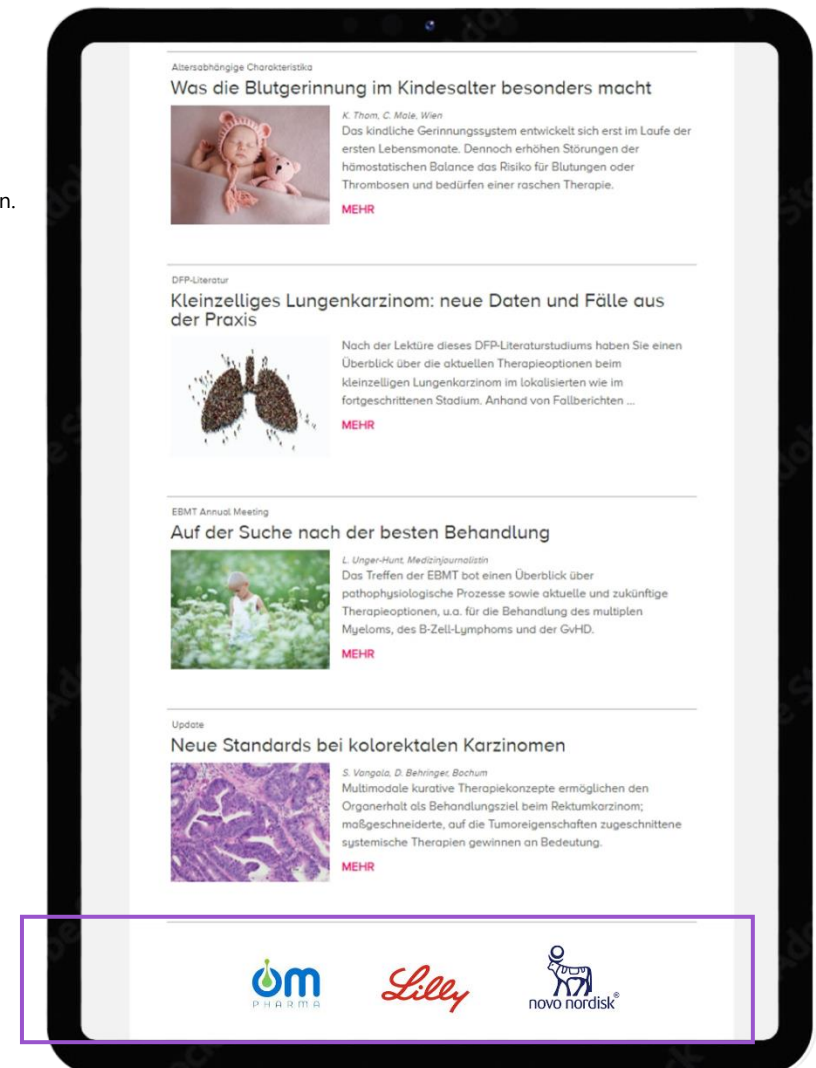 n.
Altersabhängige Charakteristika
Was die Blutgerinnung im Kindesalter besonders macht
K. Thom, C. Male, Wien
Das kindliche Gerinnungssystem entwickelt sich erst im Laufe der
ersten Lebensmonate. Dennoch erhöhen Störungen der
hämostatischen Balance das Risiko für Blutungen oder
Thrombosen und bedürfen einer raschen Therapie.
MEHR
DFP-Literatur
Kleinzelliges Lungenkarzinom: neue Daten und Fälle aus
der Praxis
Nach der Lektüre dieses DFP-Literaturstudiums haben Sie einen
Überblick über die aktuellen Therapieoptionen beim
kleinzelligen Lungenkarzinom im lokalisierten wie im
fortgeschrittenen Stadium. Anhand von Fallberichten ...
MEHR
EBMT Annual Meeting
Auf der Suche nach der besten Behandlung
L. Unger-Hunt, Medizinjournalistin
Das Treffen der EBMT bot einen Überblick über
pathophysiologische Prozesse sowie aktuelle und zukünftige
Therapieoptionen, u.a. für die Behandlung des multiplen
Myeloms, des B-Zell-Lymphoms und der GvHD.
MEHR
Update
Neue Standards bei kolorektalen Karzinomen
S. Vangala, D. Behringer, Bochum
Multimodale kurative Therapiekonzepte ermöglichen den
Organerhalt als Behandlungsziel beim Rektumkarzinom;
maßgeschneiderte, auf die Tumoreigenschaften zugeschnittene
systemische Therapien gewinnen an Bedeutung.
MEHR
om
PHARMA
Lilly
novo nordisk®